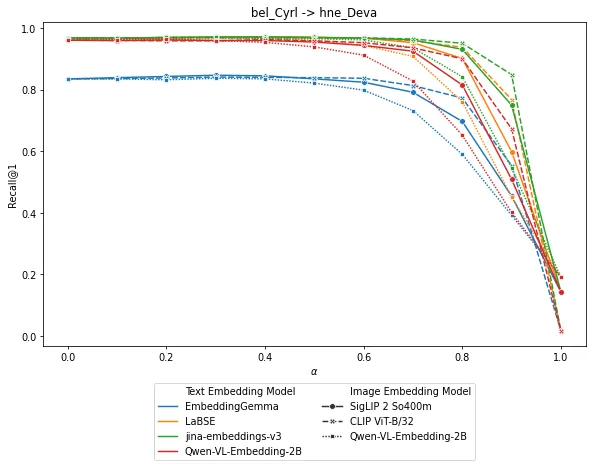 bel_Cyrl -> hne_Deva
1.0
0.8
0.6
0.4
0.2
0.0
Recall@1
0.0 0.2 0.4 0.6 0.8 1.0
α
Text Embedding Model Image Embedding Model
EmbeddingGemma SigLIP 2 So400m
LaBSE CLIP ViT-B/32
jina-embeddings-v3 Qwen-VL-Embedding-2B
Qwen-VL-Embedding-2B